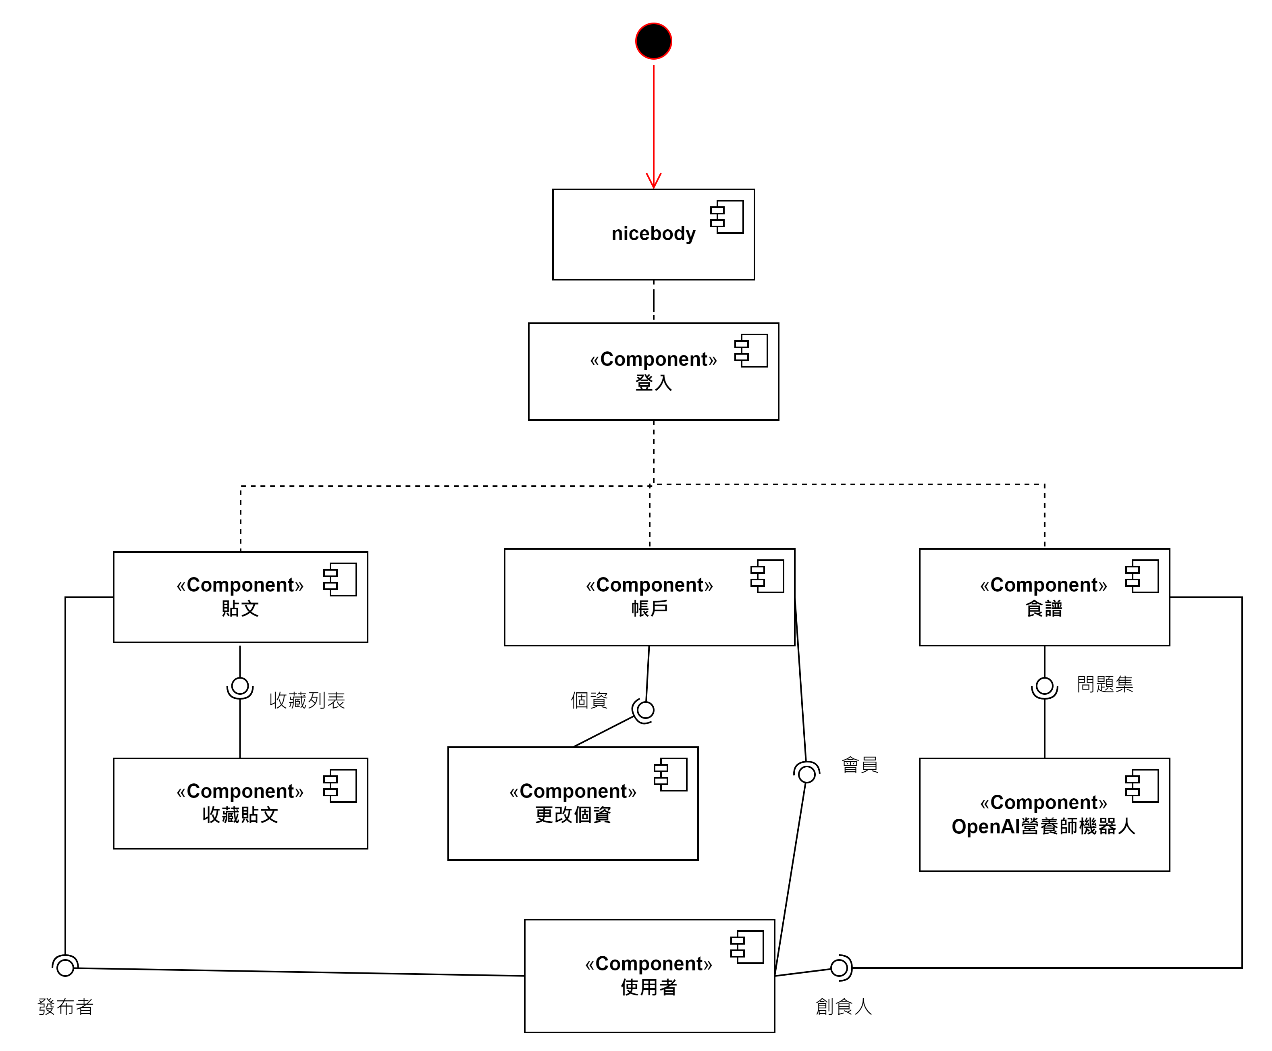 nicebody
«Component»
登入
«Component»
貼文
«Component»
帳戶
«Component»
食譜
收藏列表
個資
問題集
會員
«Component»
收藏貼文
«Component»
更改個資
«Component»
OpenAI營養師機器人
«Component»
使用者
發布者
創食人